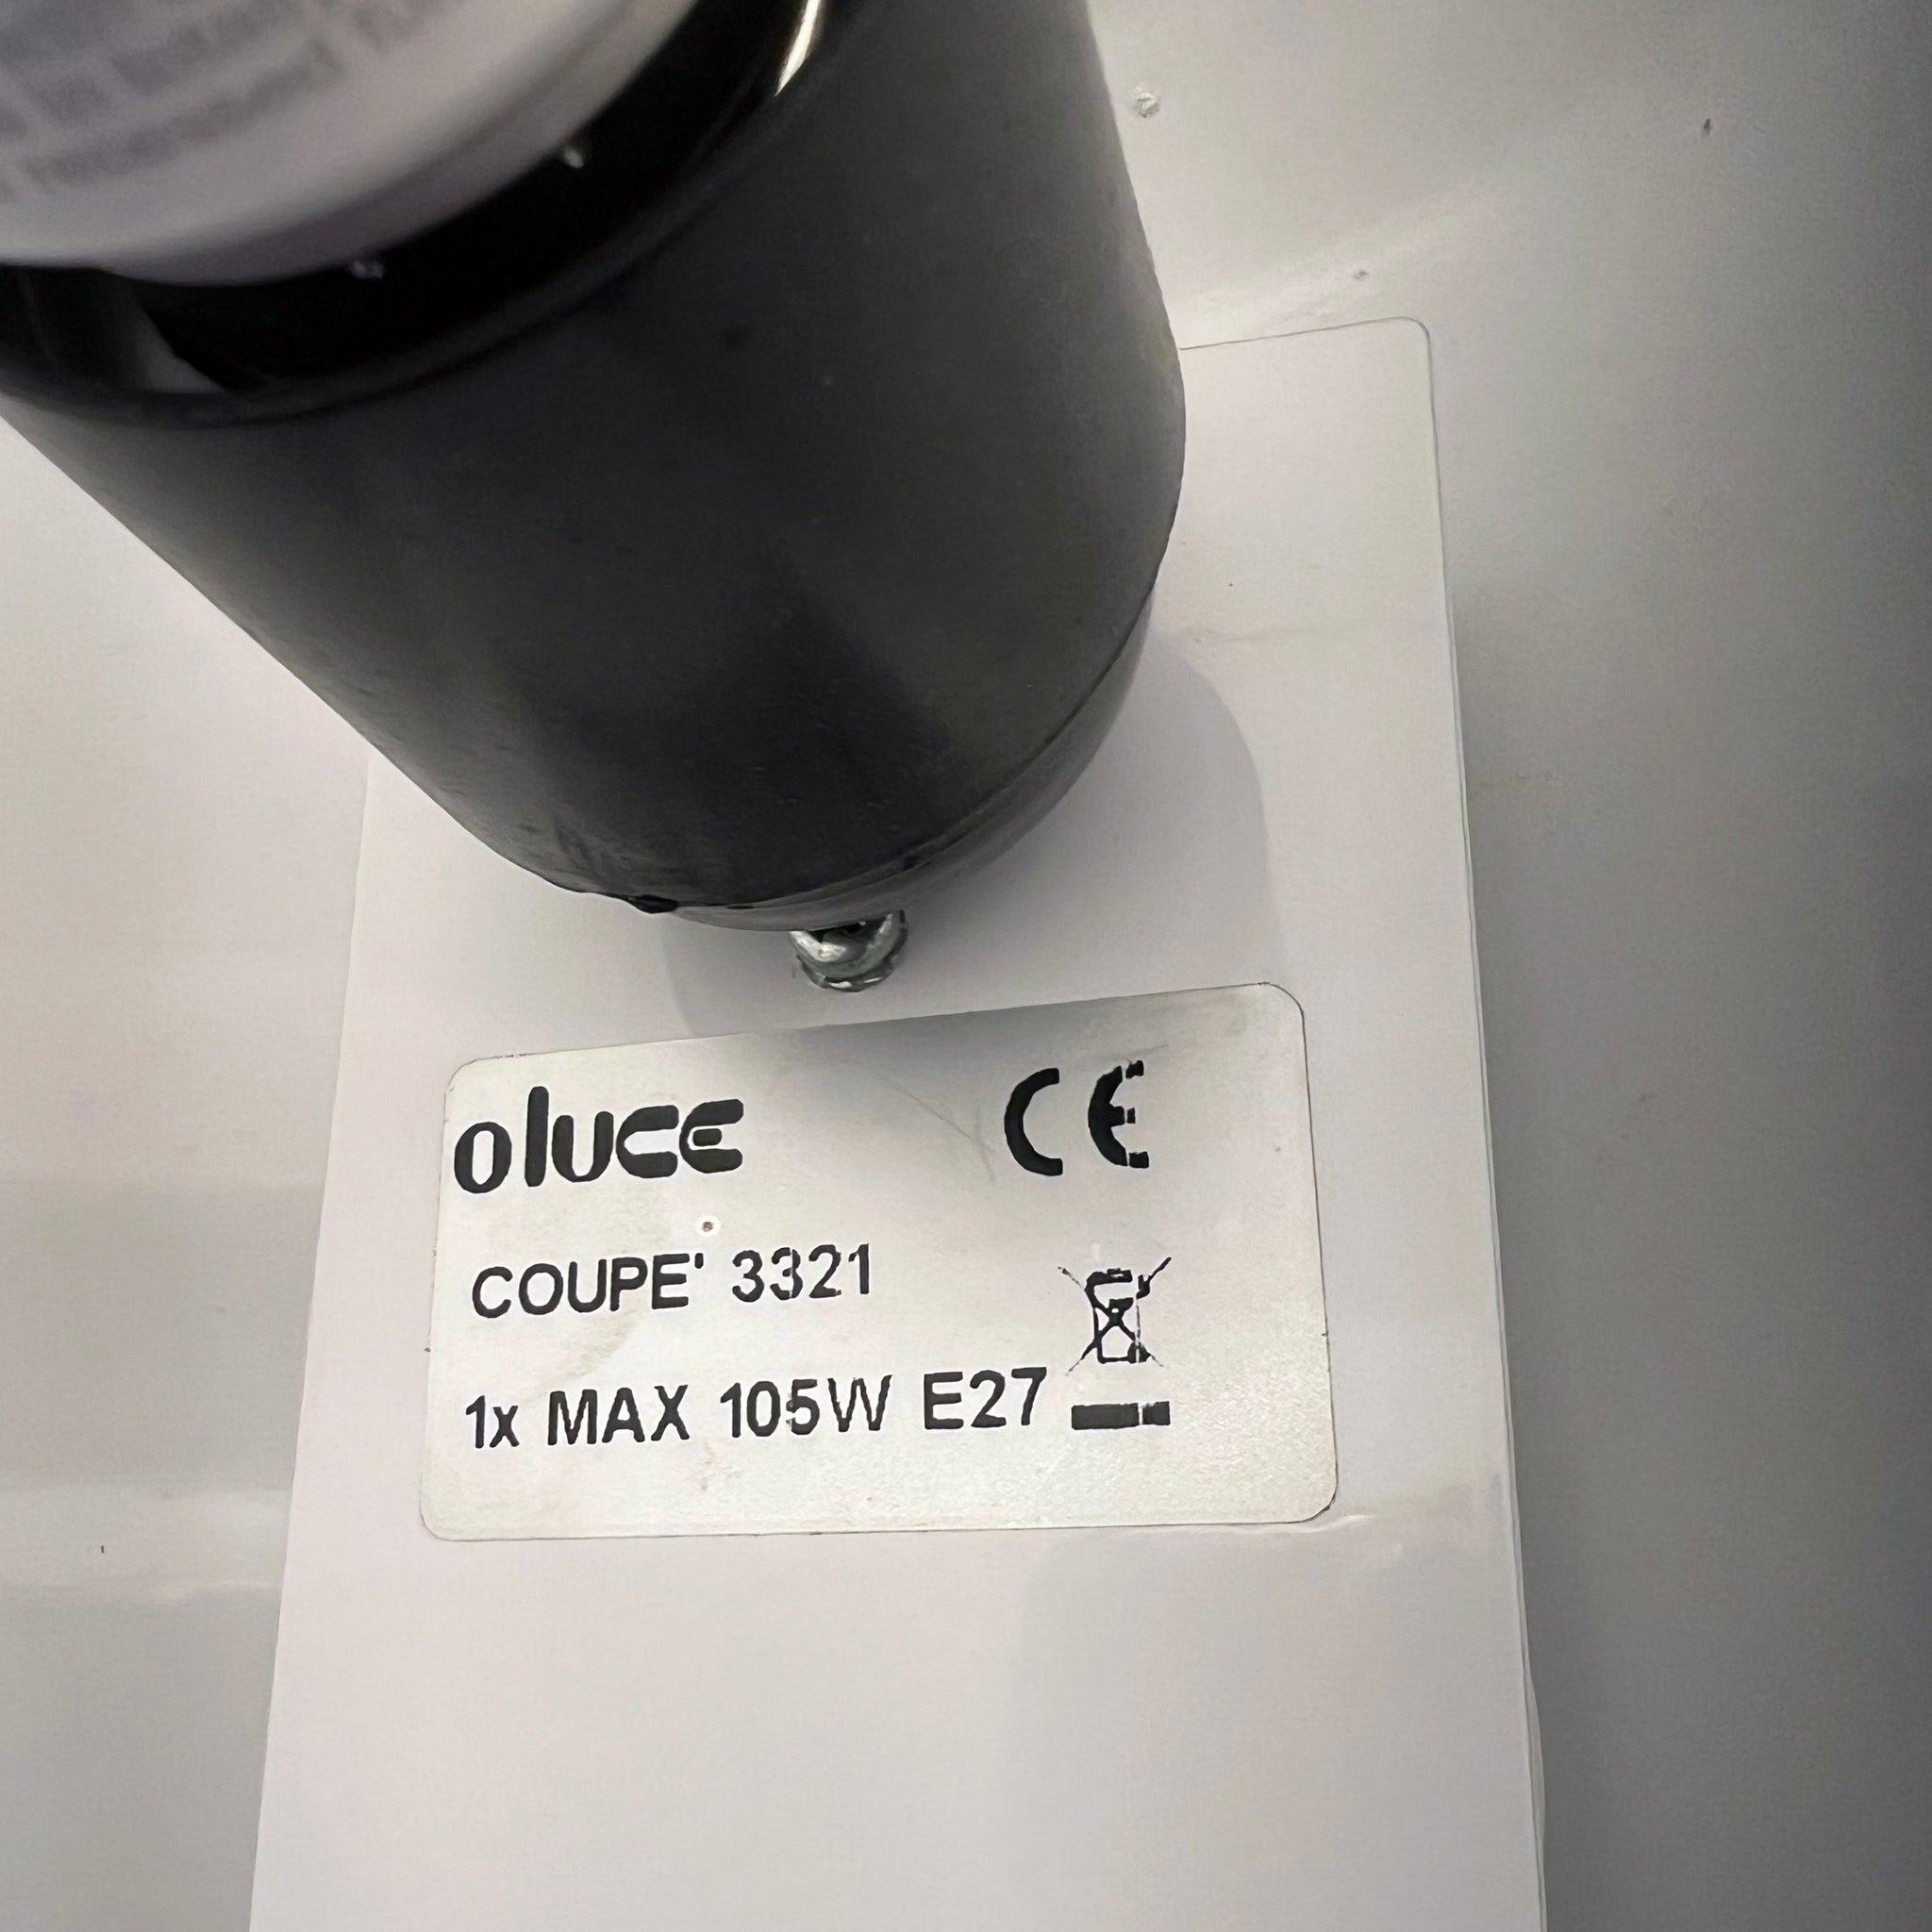 oluce CE
COUPE' 3321
1x MAX 105W E27